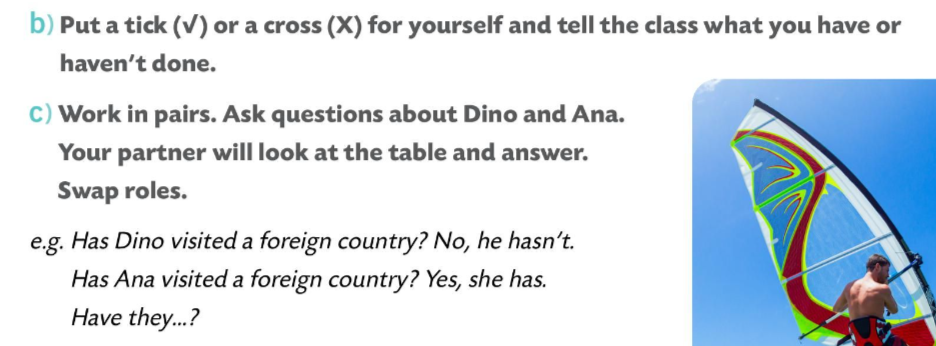 b) Put a tick (√) or a cross (X) for yourself and tell the class what you have or
haven't done.
c) Work in pairs. Ask questions about Dino and Ana.
Your partner will look at the table and answer.
Swap roles.
e.g. Has Dino visited a foreign country? No, he hasn't.
Has Ana visited a foreign country? Yes, she has.
Have they...?